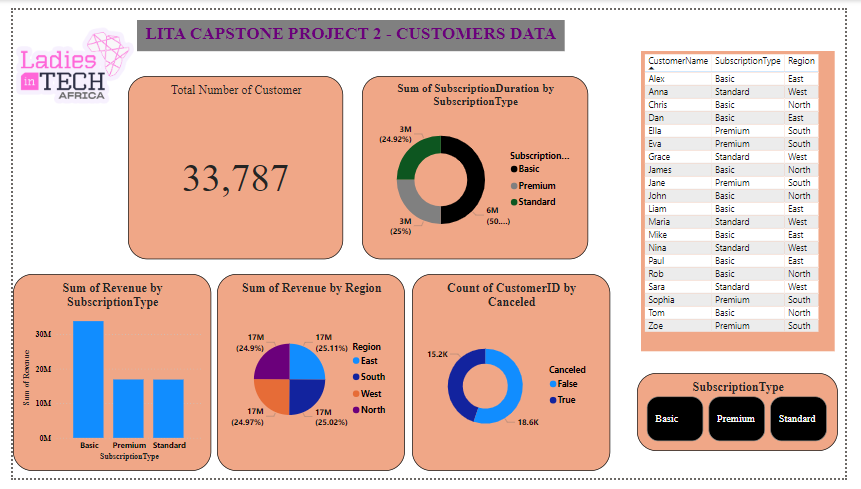 LITA CAPSTONE PROJECT 2 - CUSTOMERS DATA
Ladies
in TECH
AFRICA
Total Number of Customer
33,787
Sum of SubscriptionDuration by
SubscriptionType
3M
(24.92%)
3M
(25%)
6M
(50....)
Subscription...
Basic
Premium
Standard
CustomerName SubscriptionType Region
Alex Basic East
Anna Standard West
Chris Basic North
Dan Basic East
Ella Premium South
Eva Premium South
Grace Standard West
James Basic North
Jane Premium South
John Basic North
Liam Basic East
Maria Standard West
Mike Basic East
Nina Standard West
Paul Basic East
Rob Basic North
Sara Standard West
Sophia Premium South
Tom Basic North
Zoe Premium South
Sum of Revenue by
SubscriptionType
Sum of Revenue
30M
20M
10M
0M
Basic Premium Standard
SubscriptionType
Sum of Revenue by Region
17M
(24.9%)
17M
(25.11%)
17M
(24.97%)
17M
(25.02%)
Region
East
South
West
North
Count of CustomerID by
Canceled
15.2K
18.6K
Canceled
False
True
SubscriptionType
Basic
Premium
Standard